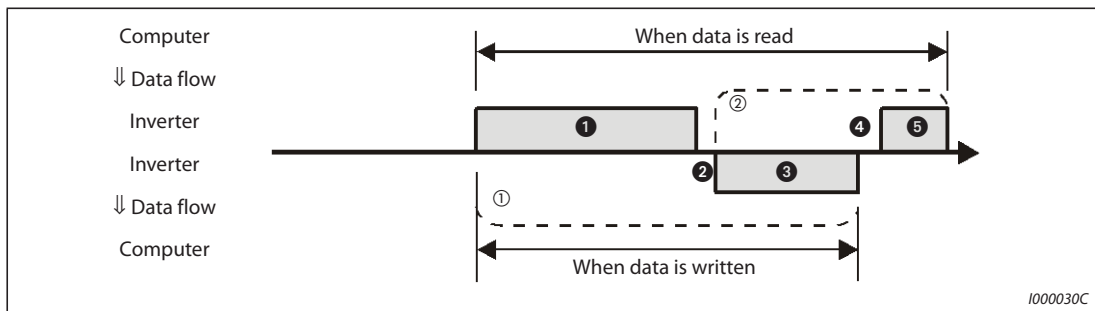 Computer
When data is read
⇓ Data flow
②
Inverter
❶
❹
❺
Inverter
❷
❸
①
⇓ Data flow
Computer
When data is written
I000030C